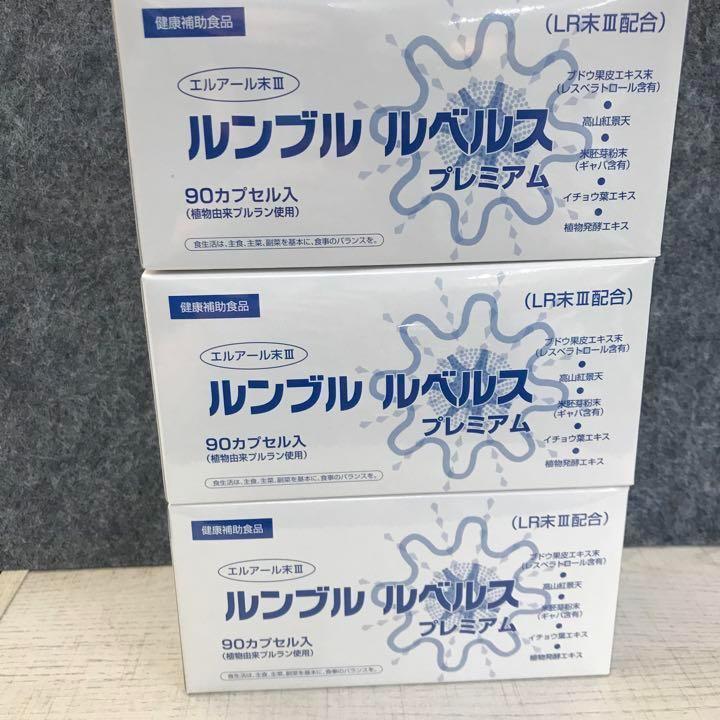 健康補助食品
(LR末Ⅲ配合)
エルアール末Ⅲ
ルンブル ルベルス
プレミアム
90カプセル入
(植物由来プルラン使用)
ブドウ果皮エキス末
(レスベラトロール含有)
高山紅景天
米胚芽粉末
(ギャバ含有)
イチョウ葉エキス
植物発酵エキス
食生活は、主食、主菜、副菜を基本に、食事のバランスを。
健康補助食品
(LR末Ⅲ配合)
エルアール末Ⅲ
ルンブル ルベルス
プレミアム
90カプセル入
(植物由来プルラン使用)
ブドウ果皮エキス末
(レスベラトロール含有)
高山紅景天
米胚芽粉末
(ギャバ含有)
イチョウ葉エキス
植物発酵エキス
食生活は、主食、主菜、副菜を基本に、食事のバランスを。
健康補助食品
(LR末Ⅲ配合)
エルアール末Ⅲ
ルンブル ルベルス
プレミアム
90カプセル入
(植物由来プルラン使用)
ブドウ果皮エキス末
(レスベラトロール含有)
高山紅景天
米胚芽粉末
(ギャバ含有)
イチョウ葉エキス
植物発酵エキス
食生活は、主食、主菜、副菜を基本に、食事のバランスを。